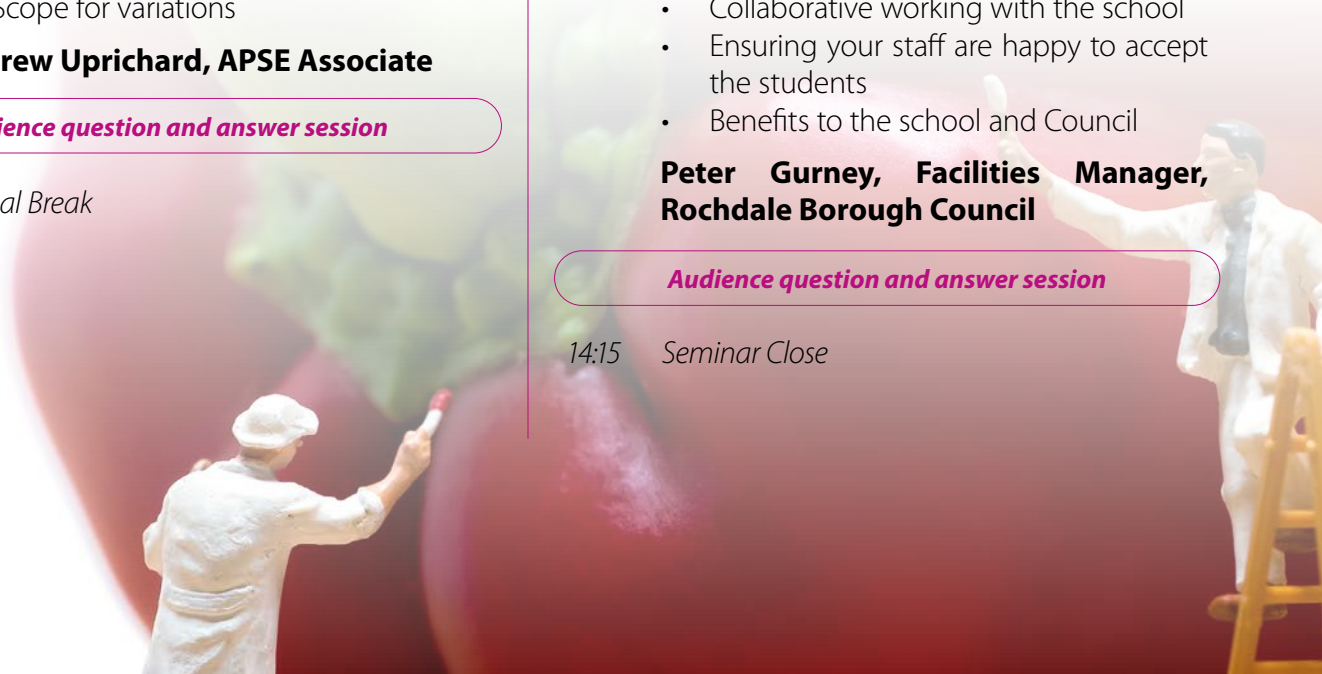 Scope for variations
rew Uprichard, APSE Associate
ience question and answer session
al Break
• Collaborative working with the school
• Ensuring your staff are happy to accept
the students
• Benefits to the school and Council
Peter Gurney, Facilities Manager,
Rochdale Borough Council
Audience question and answer session
14:15 Seminar Close